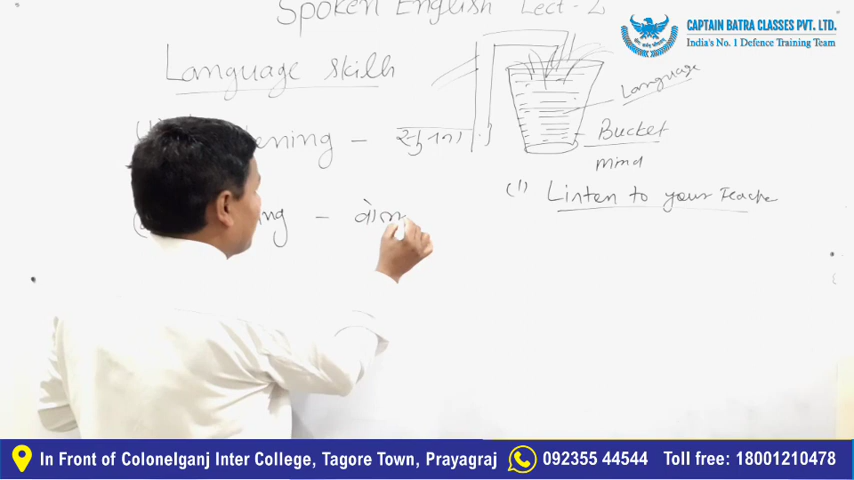 Spoken English Lect - 2
CAPTAIN BATRA CLASSES PVT. LTD.
India's No. 1 Defence Training Team
Language skills
Language
ening - सुनना
Bucket
mind
(1) Listen to your Teache
ing - बोल
In Front of Colonelganj Inter College, Tagore Town, Prayagraj 092355 44544 Toll free: 18001210478